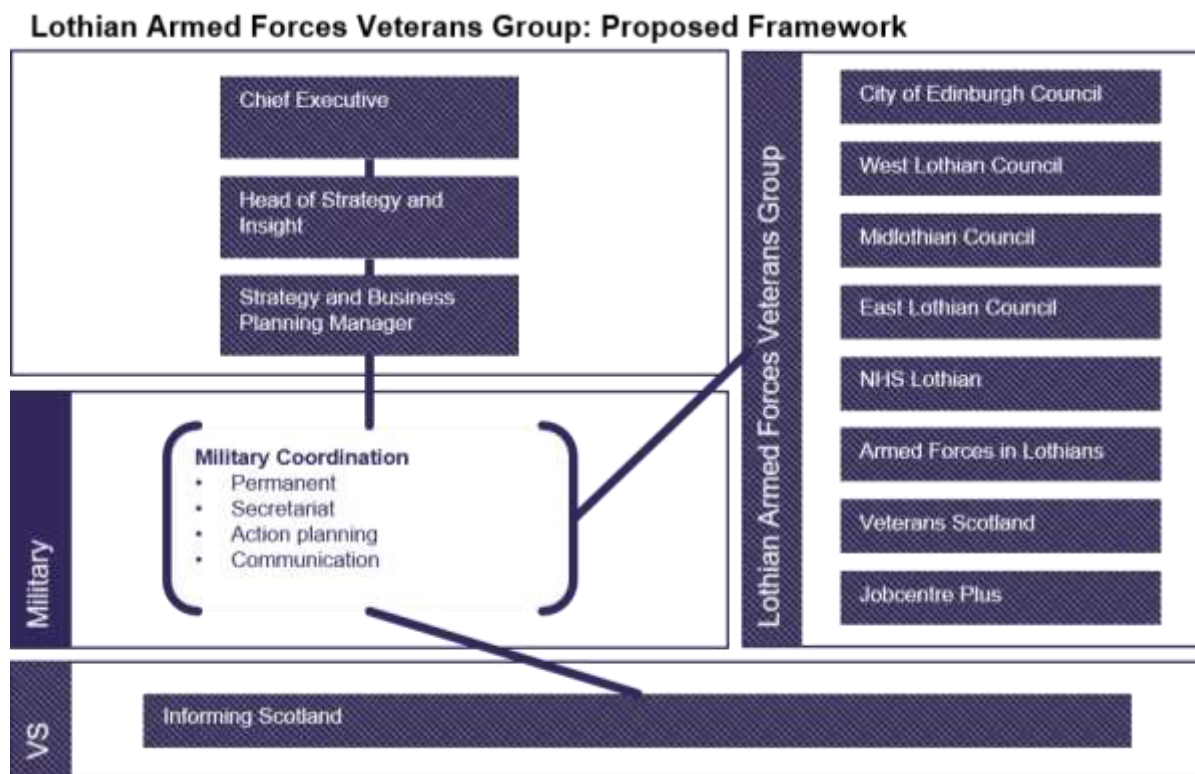 Lothian Armed Forces Veterans Group: Proposed Framework
Chief Executive
Head of Strategy and
Insight
Strategy and Business
Planning Manager
Military
Military Coordination
• Permanent
• Secretariat
• Action planning
• Communication
Lothian Armed Forces Veterans Group
City of Edinburgh Council
West Lothian Council
Midlothian Council
East Lothian Council
NHS Lothian
Armed Forces in Lothians
Veterans Scotland
Jobcentre Plus
VS
Informing Scotland